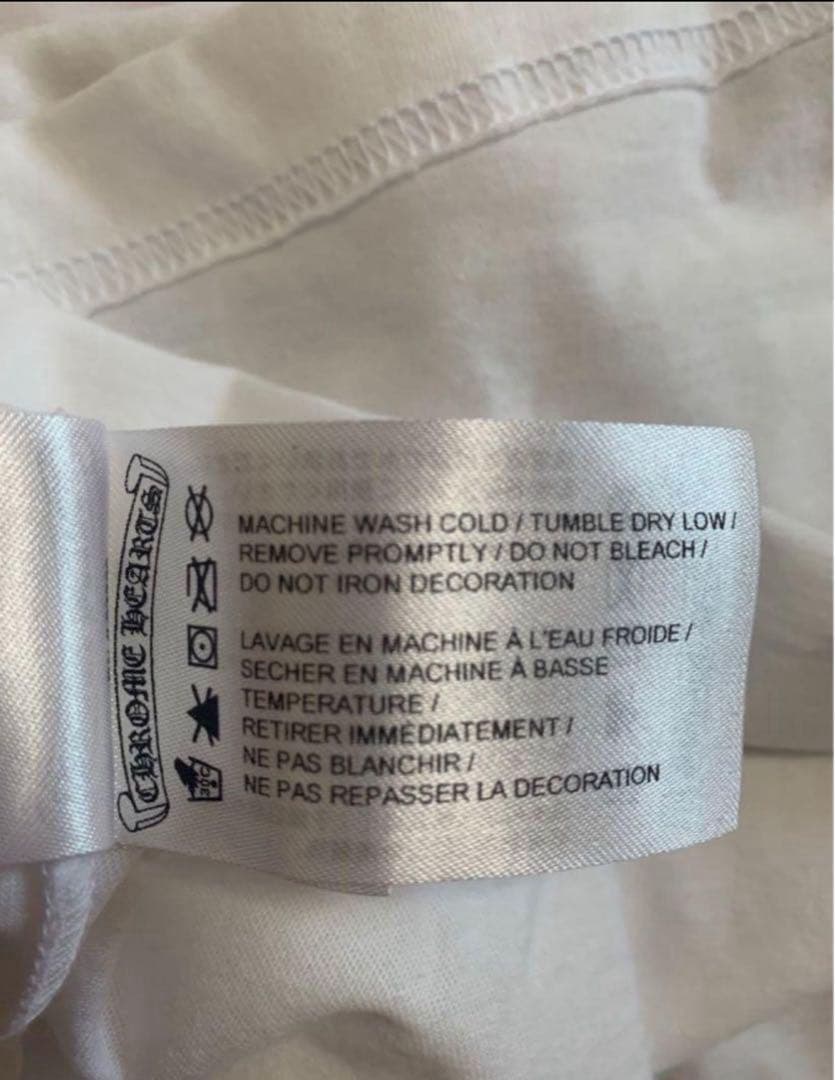 CHROME HEARTS
MACHINE WASH COLD / TUMBLE DRY LOW /
REMOVE PROMPTLY / DO NOT BLEACH /
DO NOT IRON DECORATION
LAVAGE EN MACHINE À L'EAU FROIDE /
SECHER EN MACHINE À BASSE
TEMPERATURE /
RETIRER IMMÉDIATEMENT /
NE PAS BLANCHIR /
NE PAS REPASSER LA DECORATION
30C